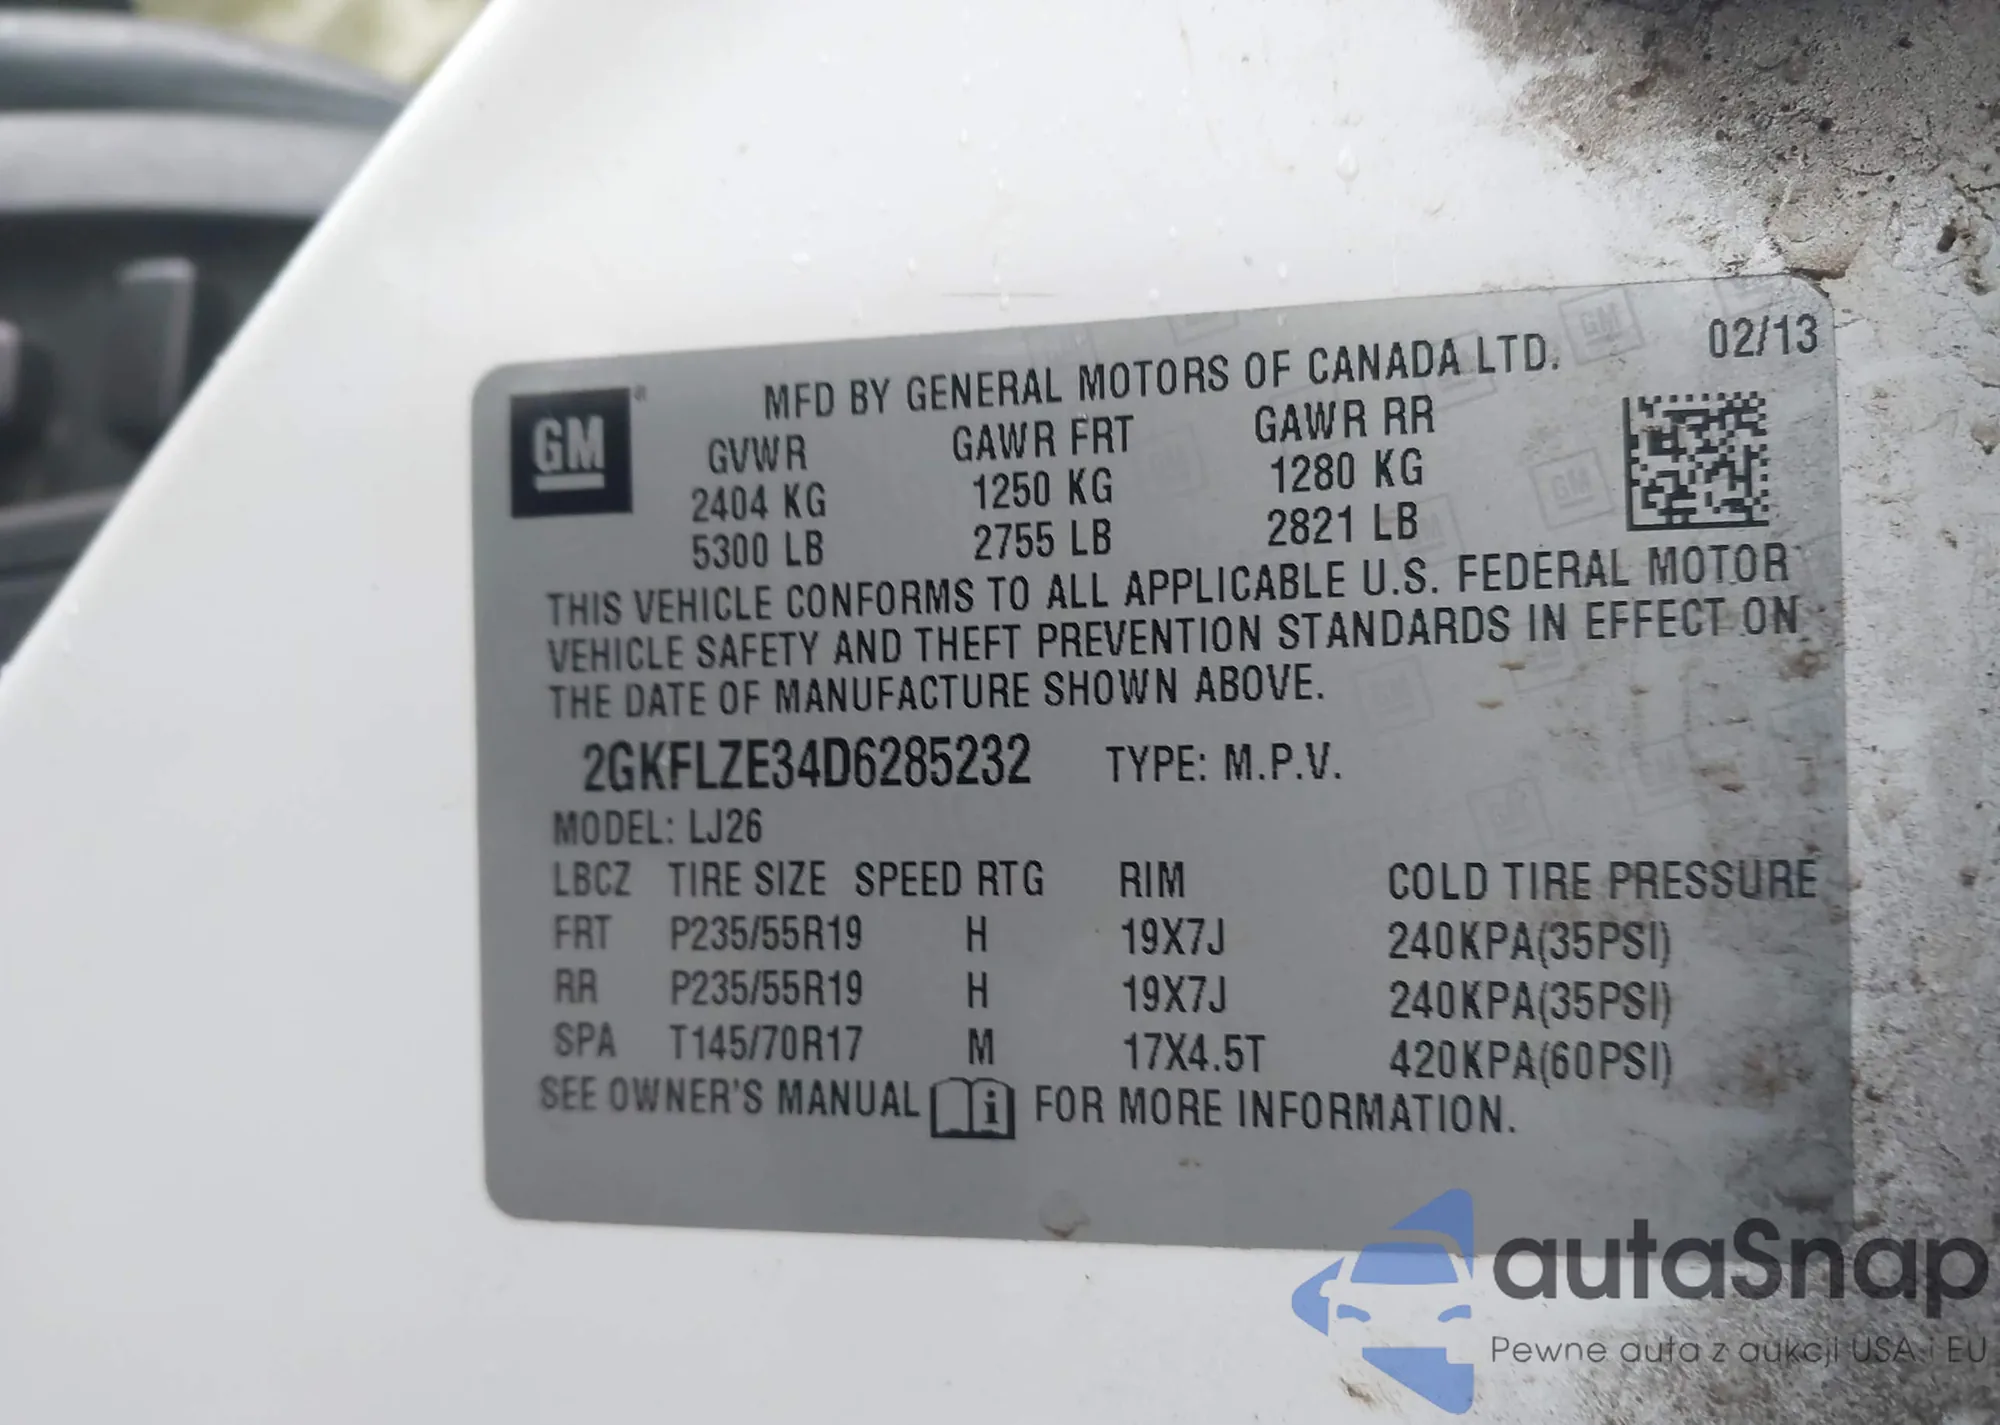 GM
MFD BY GENERAL MOTORS OF CANADA LTD. 02/13
GVWR GAWR FRT GAWR RR
2404 KG 1250 KG 1280 KG
5300 LB 2755 LB 2821 LB
THIS VEHICLE CONFORMS TO ALL APPLICABLE U.S. FEDERAL MOTOR
VEHICLE SAFETY AND THEFT PREVENTION STANDARDS IN EFFECT ON
THE DATE OF MANUFACTURE SHOWN ABOVE.
2GKFLZE34D6285232 TYPE: M.P.V.
MODEL: LJ26
LBCZ TIRE SIZE SPEED RTG RIM COLD TIRE PRESSURE
FRT P235/55R19 H 19X7J 240KPA(35PSI)
RR P235/55R19 H 19X7J 240KPA(35PSI)
SPA T145/70R17 M 17X4.5T 420KPA(60PSI)
SEE OWNER'S MANUAL i FOR MORE INFORMATION.
autaSnap
Pewne auta z aukcji USA i EU